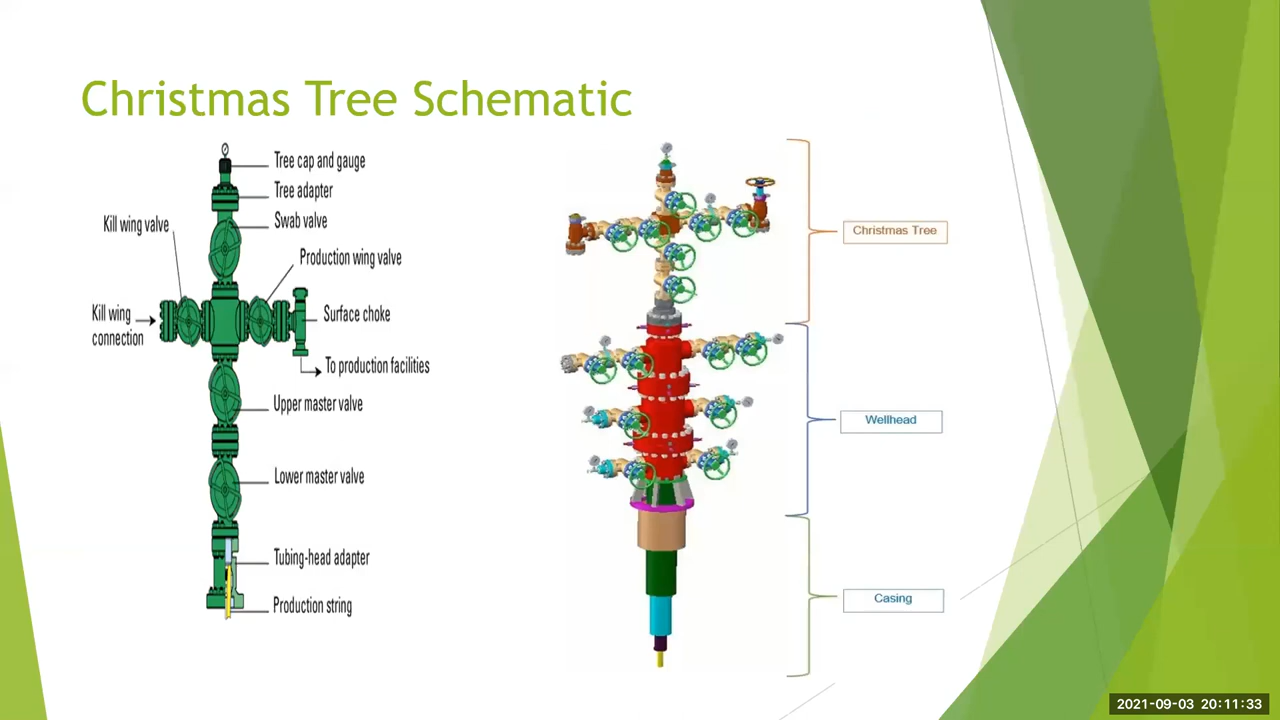 Christmas Tree Schematic
Tree cap and gauge
Tree adapter
Kill wing valve
Swab valve
Production wing valve
Kill wing
connection
Surface choke
To production facilities
Upper master valve
Lower master valve
Tubing-head adapter
Production string
Christmas Tree
Wellhead
Casing
2021-09-03 20:11:33